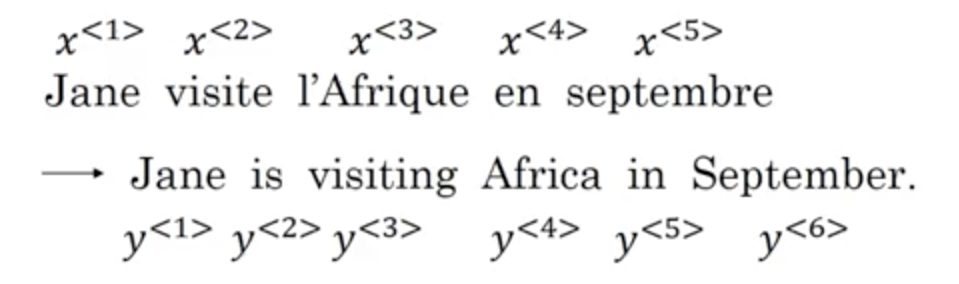 x<1> x<2> x<3> x<4> x<5>
Jane visite l'Afrique en septembre
⟶ Jane is visiting Africa in September.
y<1> y<2> y<3> y<4> y<5> y<6>